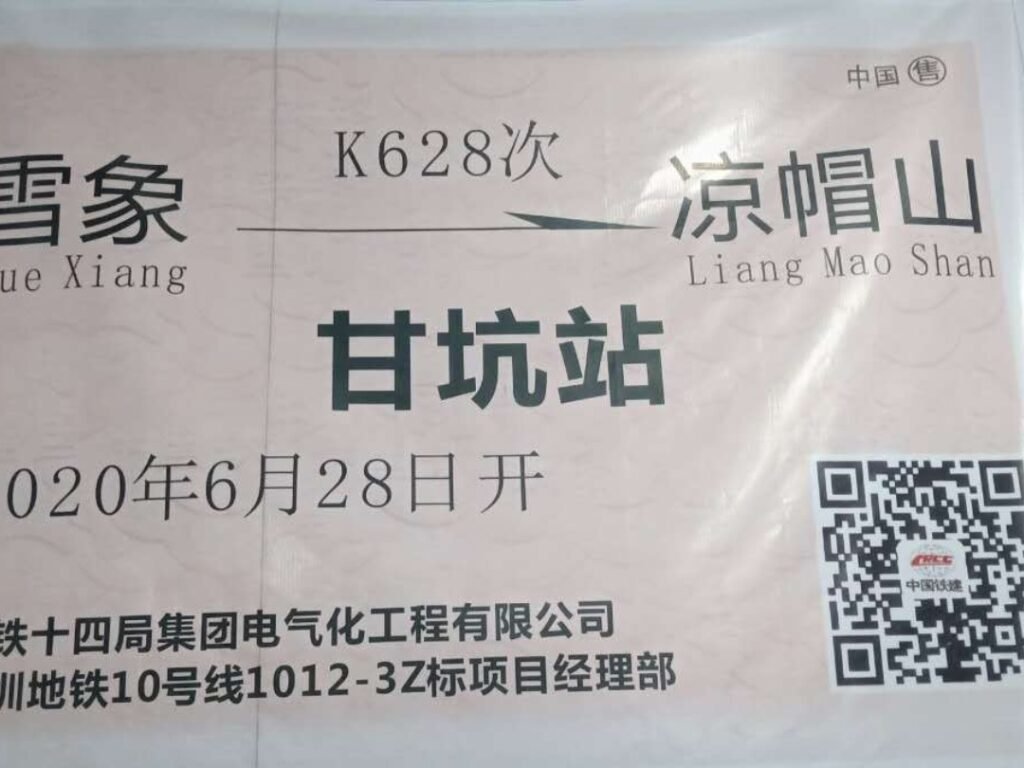 中国 售
K628次
雪象 凉帽山
ue Xiang Liang Mao Shan
甘坑站
2020年6月28日开
铁十四局集团电气化工程有限公司
圳地铁10号线1012-3Z标项目经理部
CRCC
中国铁建